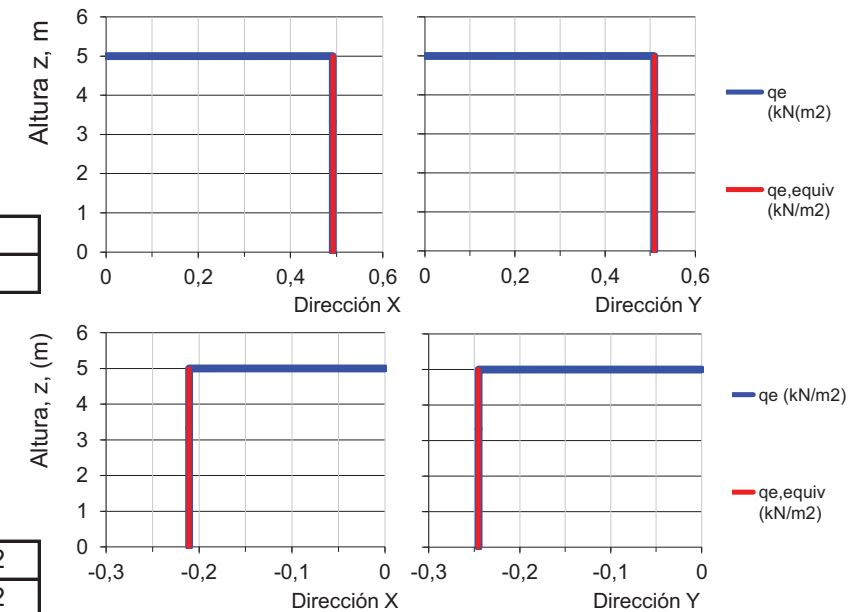 Altura z, m
6
5
4
3
2
1
0
0 0,2 0,4 0,6
Dirección X
0 0,2 0,4 0,6
Dirección Y
qe
(kN(m2)
qe,equiv
(kN/m2)
Altura, z, (m)
6
5
4
3
2
1
0
-0,3 -0,2 -0,1 0
Dirección X
-0,3 -0,2 -0,1 0
Dirección Y
qe (kN/m2)
qe,equiv
(kN/m2)